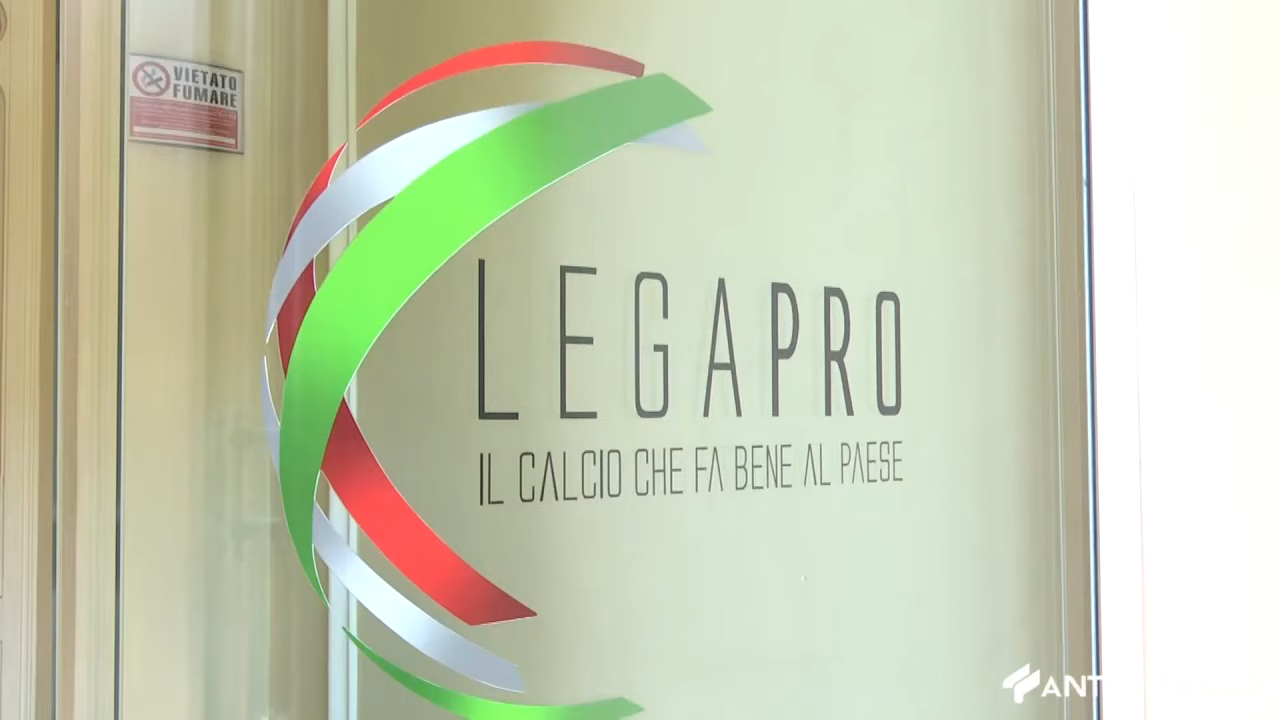 VIETATO
FUMARE
LEGAPRO
IL CALCIO CHE FA BENE AL PAESE
ANT